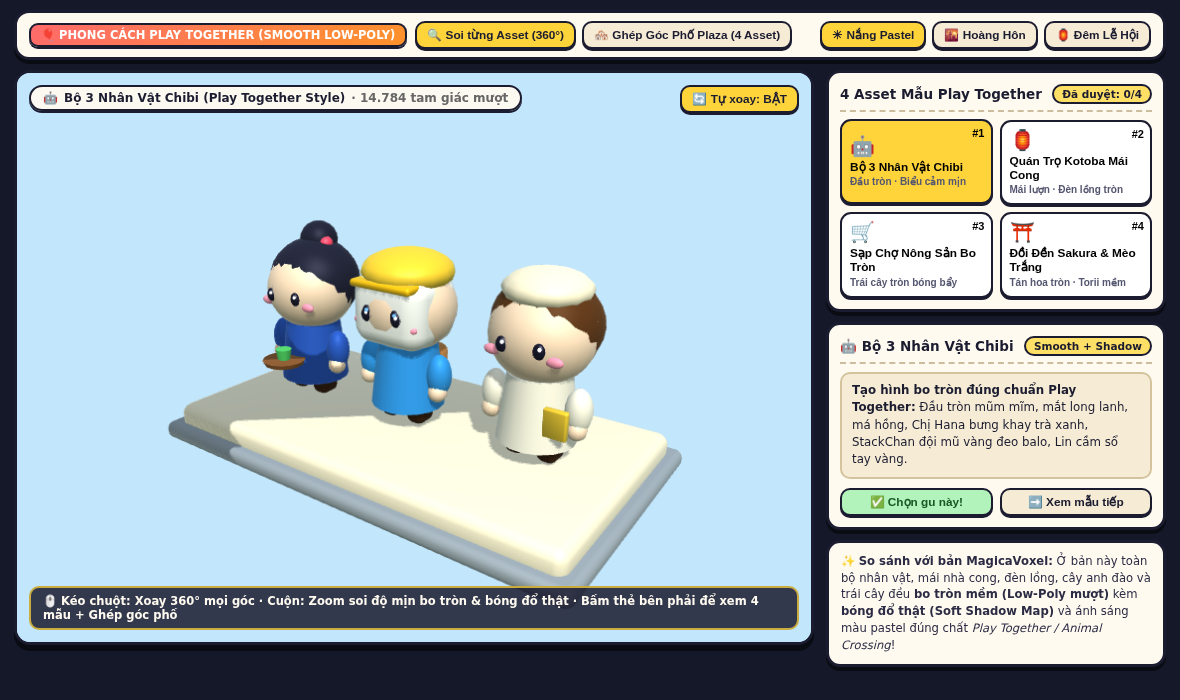 🎈 PHONG CÁCH PLAY TOGETHER (SMOOTH LOW-POLY)
🔍 Soi từng Asset (360°)
🏘️ Ghép Góc Phố Plaza (4 Asset)
☀ Nắng Pastel
🌇 Hoàng Hôn
🏮 Đêm Lễ Hội
🤖 Bộ 3 Nhân Vật Chibi (Play Together Style) · 14.784 tam giác mượt
🔄 Tự xoay: BẬT
🖱️ Kéo chuột: Xoay 360° mọi góc · Cuộn: Zoom soi độ mịn bo tròn & bóng đổ thật · Bấm thẻ bên phải để xem 4
mẫu + Ghép góc phố
4 Asset Mẫu Play Together
Đã duyệt: 0/4
#1
🤖
Bộ 3 Nhân Vật Chibi
Đầu tròn · Biểu cảm mịn
#2
🏮
Quán Trọ Kotoba Mái
Cong
Mái lượn · Đèn lồng tròn
#3
🛒
Sạp Chợ Nông Sản Bo
Tròn
Trái cây tròn bóng bẩy
#4
⛩️
Đồi Đền Sakura & Mèo
Trắng
Tán hoa tròn · Torii mềm
🤖 Bộ 3 Nhân Vật Chibi
Smooth + Shadow
Tạo hình bo tròn đúng chuẩn Play
Together: Đầu tròn mũm mĩm, mắt long lanh,
má hồng, Chị Hana bưng khay trà xanh,
StackChan đội mũ vàng đeo balo, Lin cầm sổ
tay vàng.
✅ Chọn gu này!
➡️ Xem mẫu tiếp
✨ So sánh với bản MagicaVoxel: Ở bản này toàn
bộ nhân vật, mái nhà cong, đèn lồng, cây anh đào và
trái cây đều bo tròn mềm (Low-Poly mượt) kèm
bóng đổ thật (Soft Shadow Map) và ánh sáng
màu pastel đúng chất Play Together / Animal
Crossing!